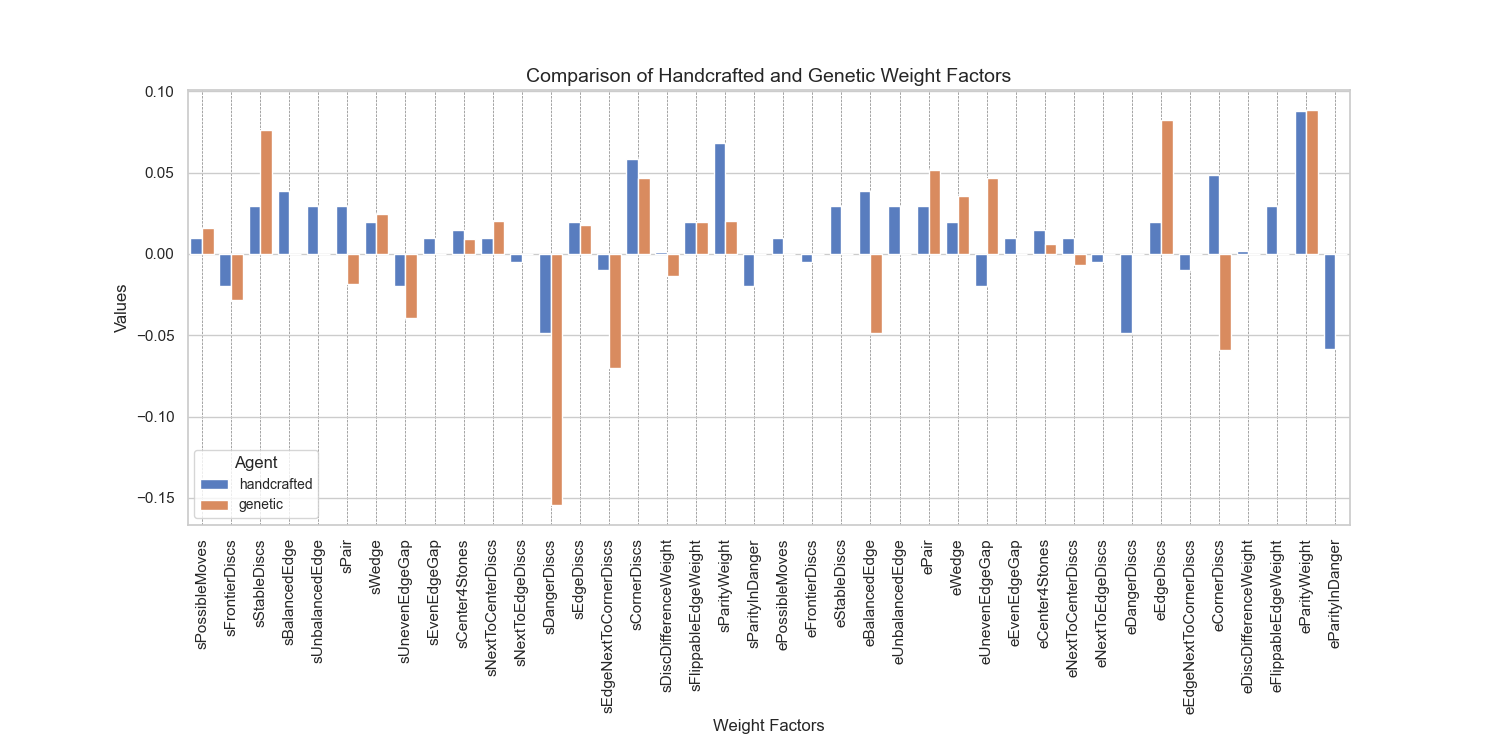 Comparison of Handcrafted and Genetic Weight Factors
0.10
0.05
0.00
−0.05
−0.10
−0.15
Values
Agent
handcrafted
genetic
sPossibleMoves
sFrontierDiscs
sStableDiscs
sBalancedEdge
sUnbalancedEdge
sPair
sWedge
sUnevenEdgeGap
sEvenEdgeGap
sCenter4Stones
sNextToCenterDiscs
sNextToEdgeDiscs
sDangerDiscs
sEdgeDiscs
sEdgeNextToCornerDiscs
sCornerDiscs
sDiscDifferenceWeight
sFlippableEdgeWeight
sParityWeight
sParityInDanger
ePossibleMoves
eFrontierDiscs
eStableDiscs
eBalancedEdge
eUnbalancedEdge
ePair
eWedge
eUnevenEdgeGap
eEvenEdgeGap
eCenter4Stones
eNextToCenterDiscs
eNextToEdgeDiscs
eDangerDiscs
eEdgeDiscs
eEdgeNextToCornerDiscs
eCornerDiscs
eDiscDifferenceWeight
eFlippableEdgeWeight
eParityWeight
eParityInDanger
Weight Factors